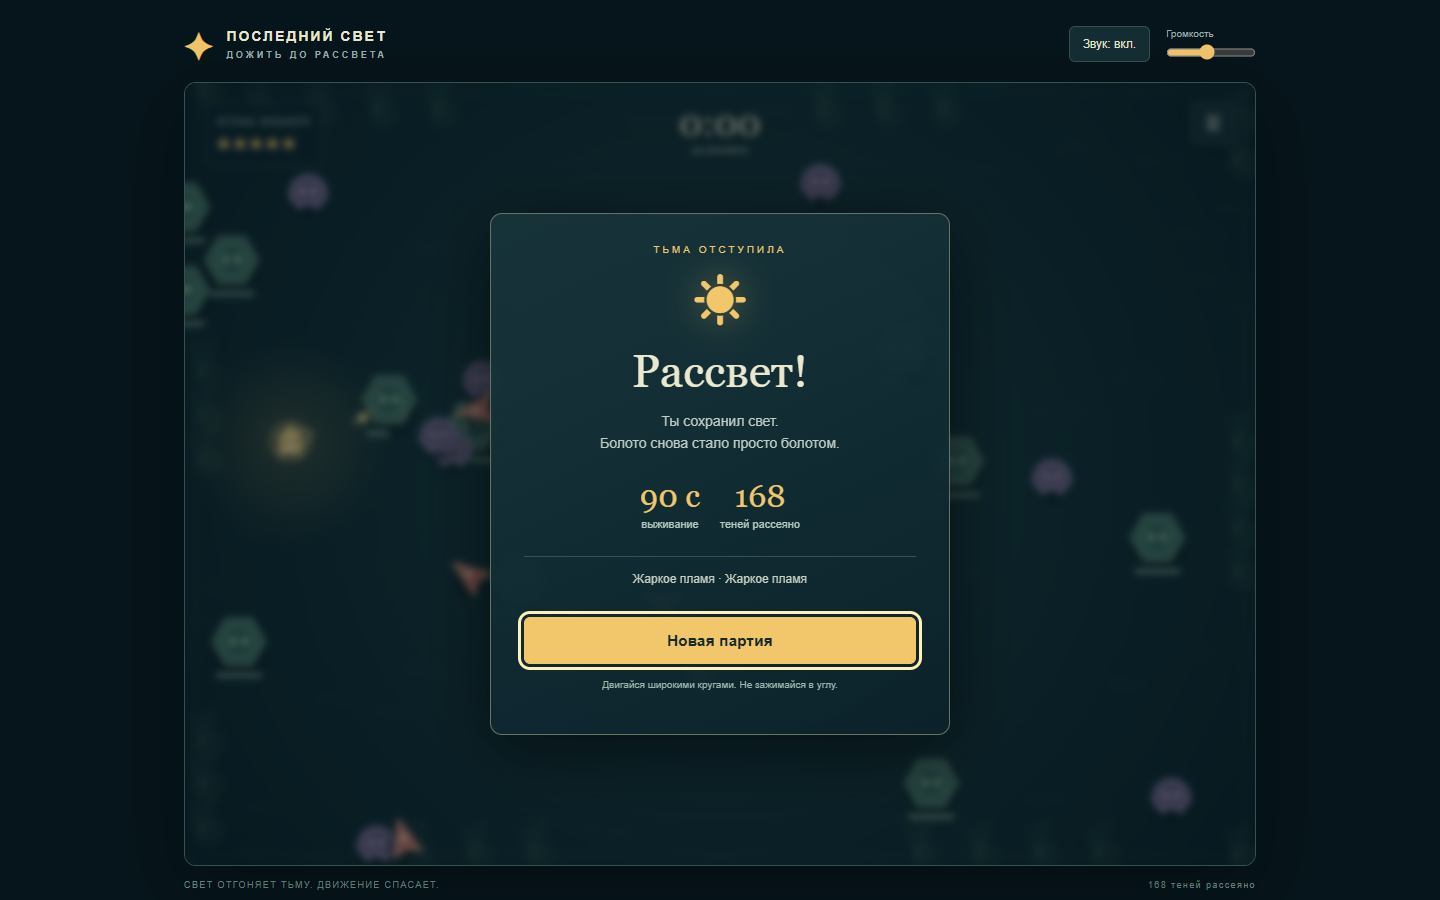 ПОСЛЕДНИЙ СВЕТ
ДОЖИТЬ ДО РАССВЕТА
Звук: вкл.
Громкость
0:00
ТЬМА ОТСТУПИЛА
Рассвет!
Ты сохранил свет.
Болото снова стало просто болотом.
90 с
168
выживание
теней рассеяно
Жаркое пламя · Жаркое пламя
Новая партия
Двигайся широкими кругами. Не зажимайся в углу.
СВЕТ ОТГОНЯЕТ ТЬМУ. ДВИЖЕНИЕ СПАСАЕТ.
168 теней рассеяно